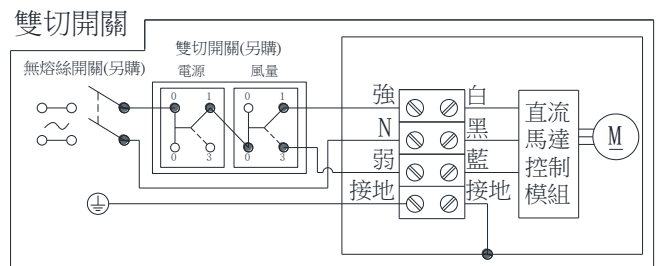 雙切開關
雙切開關(另購)
無熔絲開關(另購)
電源 風量
0 1 0 1
0 3 0 3
強 白
N 黑
弱 藍
接地 接地
直流
馬達
控制
模組
M